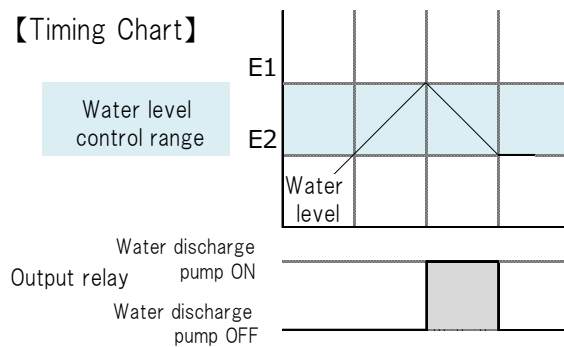 【Timing Chart】
E1
Water level
control range
E2
Water
level
Water discharge
pump ON
Output relay
Water discharge
pump OFF